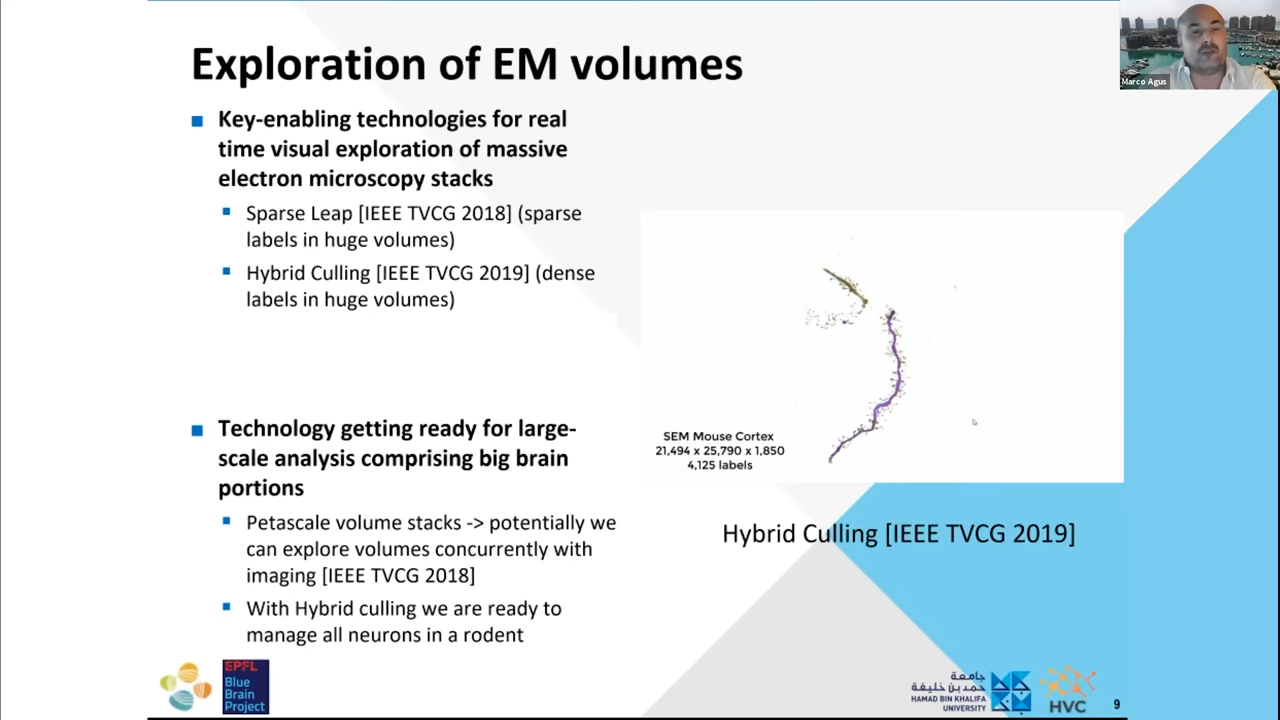 Exploration of EM volumes
Marco Agus
Key-enabling technologies for real
time visual exploration of massive
electron microscopy stacks
Sparse Leap [IEEE TVCG 2018] (sparse
labels in huge volumes)
Hybrid Culling [IEEE TVCG 2019] (dense
labels in huge volumes)
Technology getting ready for large-
scale analysis comprising big brain
portions
Petascale volume stacks -> potentially we
can explore volumes concurrently with
imaging [IEEE TVCG 2018]
With Hybrid culling we are ready to
manage all neurons in a rodent
SEM Mouse Cortex
21,494 x 25,790 x 1,850
4,125 labels
Hybrid Culling [IEEE TVCG 2019]
EPFL
Blue
Brain
Project
جامعة
حمد بن خليفة
HAMAD BIN KHALIFA
UNIVERSITY
HVC
9